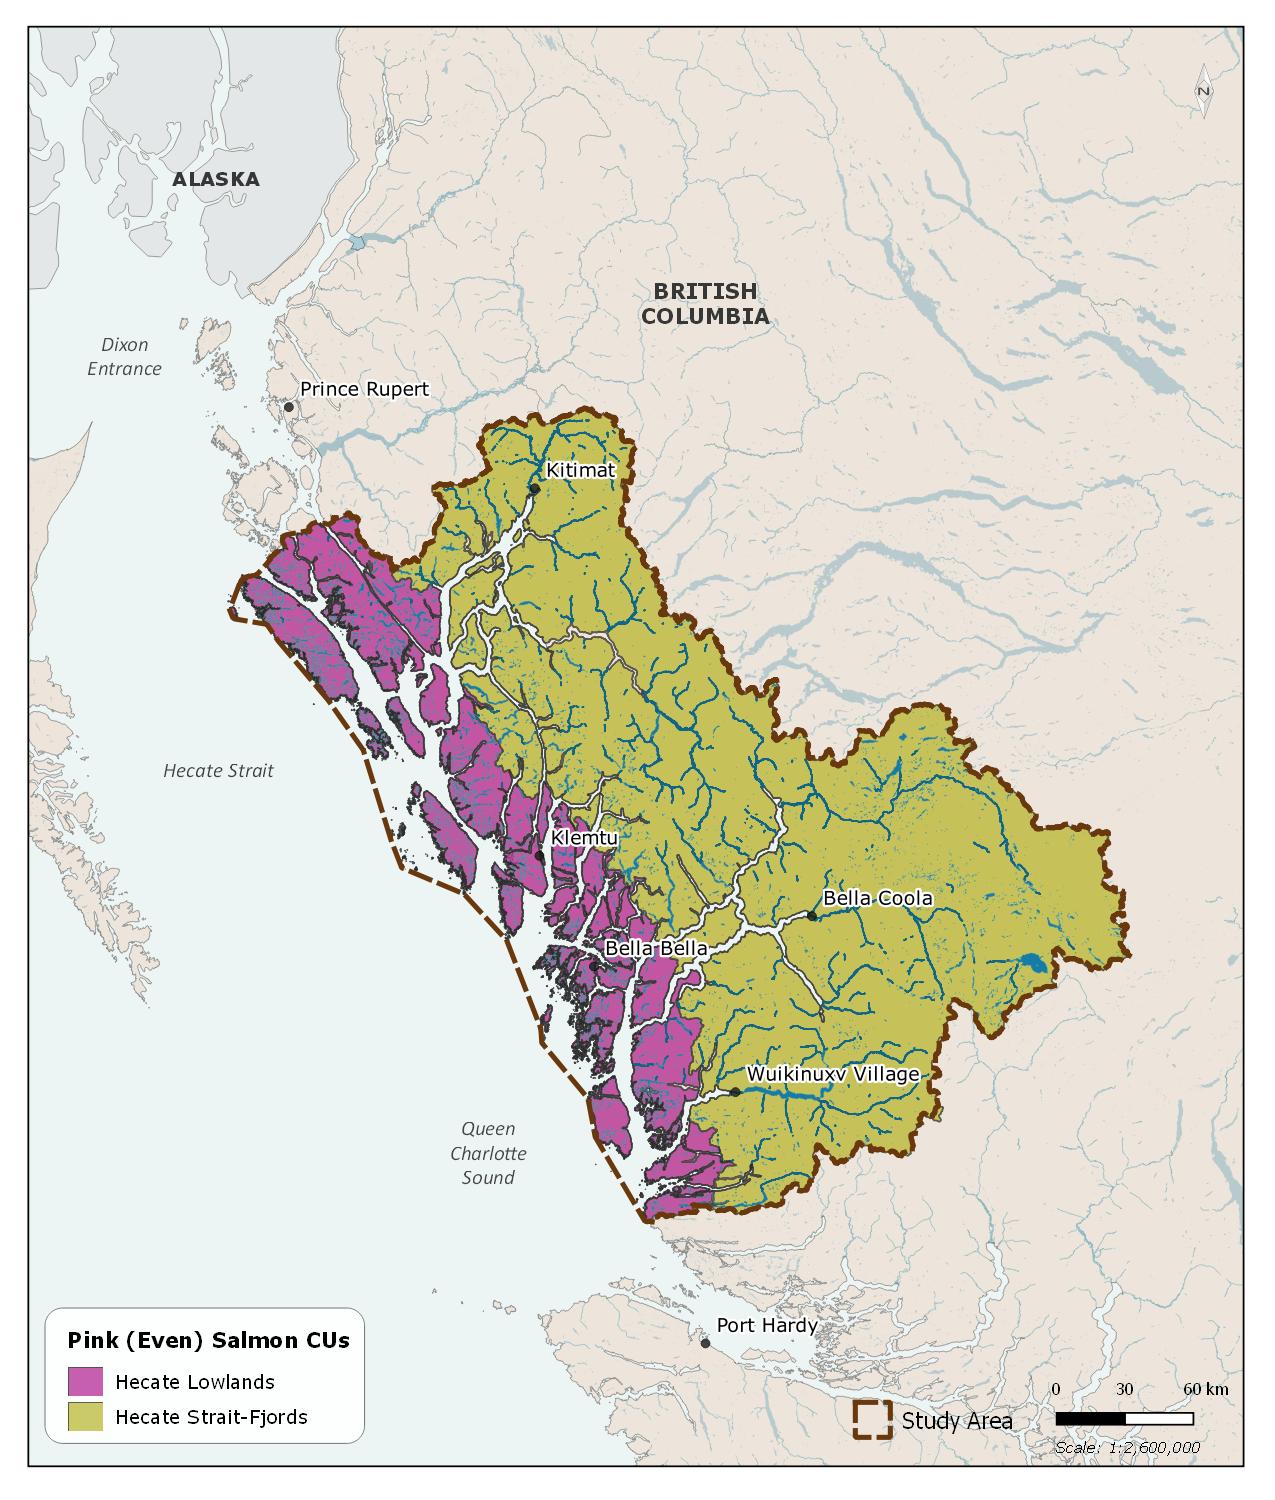 N
ALASKA
BRITISH
COLUMBIA
Dixon
Entrance
Prince Rupert
Kitimat
Hecate Strait
Klemtu
Bella Coola
Bella Bella
Wuikinuxv Village
Queen
Charlotte
Sound
Port Hardy
Pink (Even) Salmon CUs
Hecate Lowlands
Hecate Strait-Fjords
Study Area
0 30 60 km
Scale: 1:2,600,000